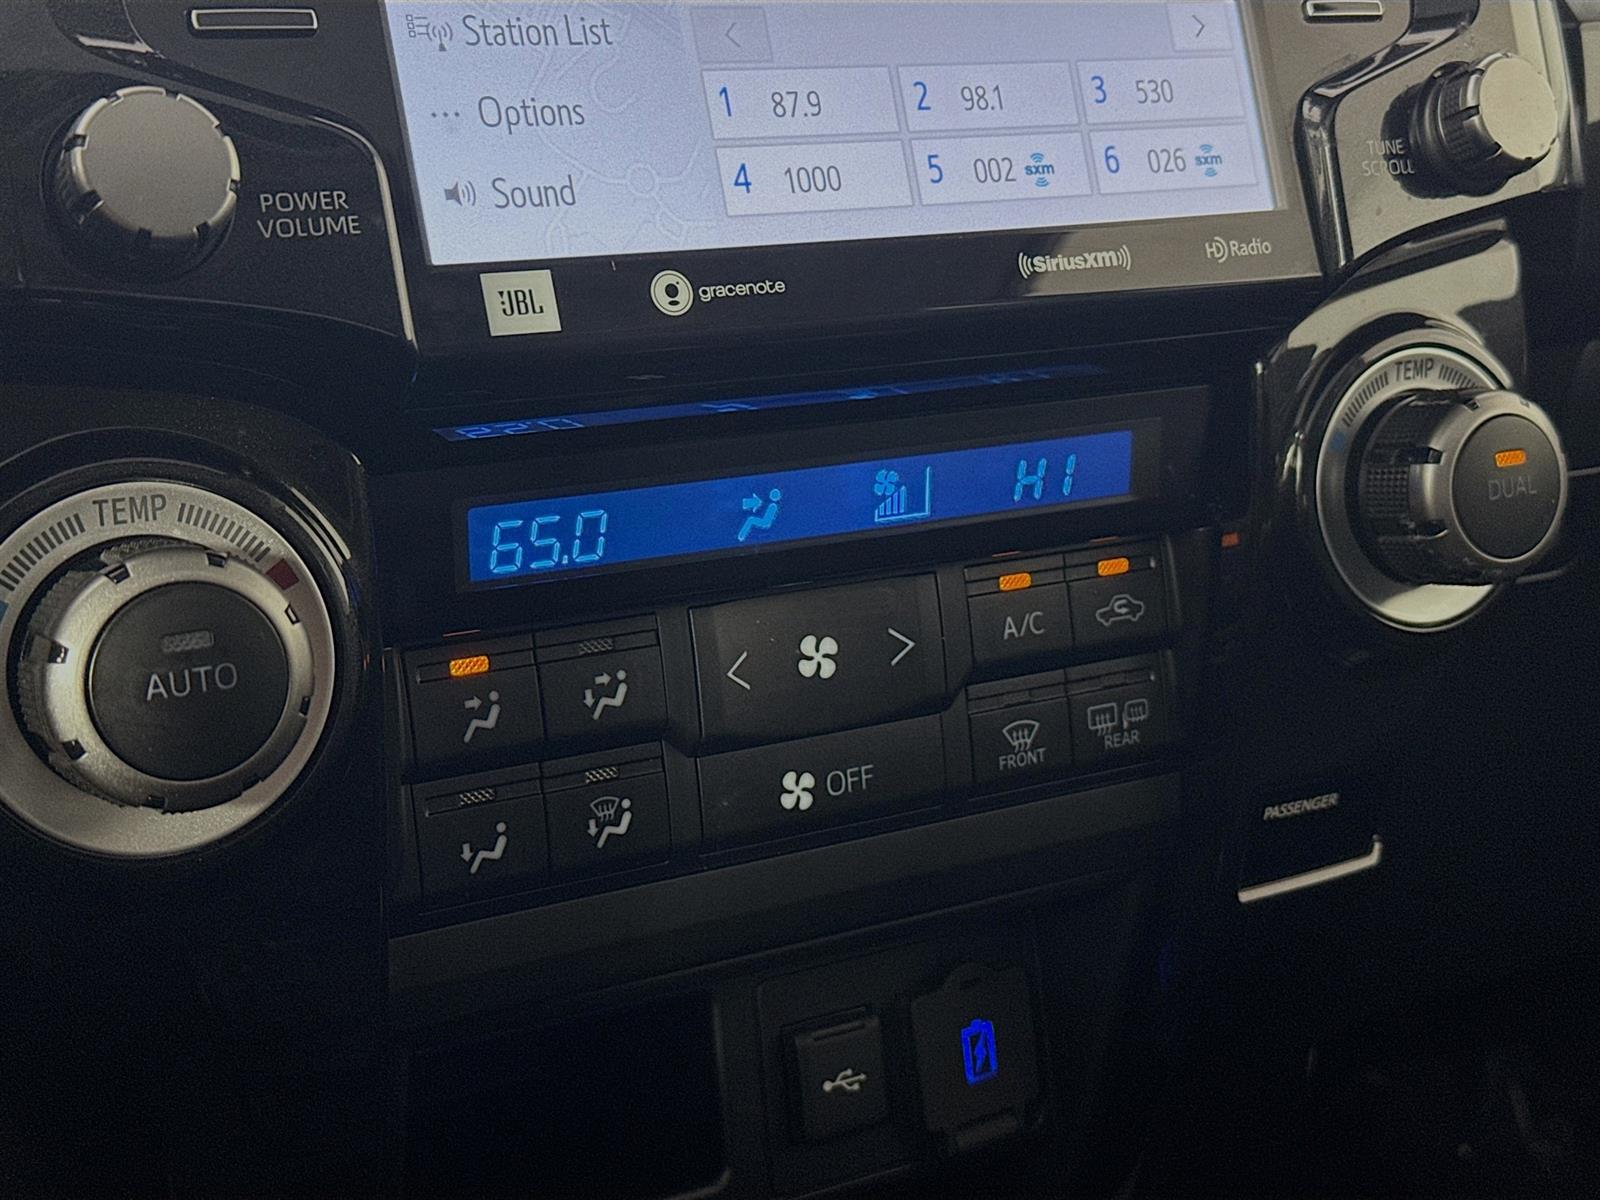 Station List
Options
Sound
1 87.9
2 98.1
3 530
4 1000
5 002 sxm
6 026 sxm
POWER
VOLUME
TUNE
SCROLL
JBL
gracenote
((SiriusXM))
HD Radio
TEMP
AUTO
65.0
HI
TEMP
DUAL
A/C
OFF
FRONT
REAR
PASSENGER